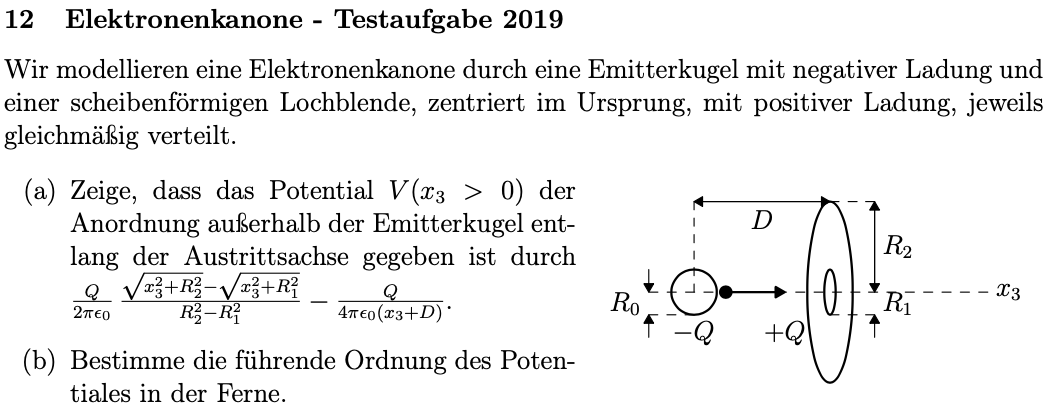 12 Elektronenkanone - Testaufgabe 2019
Wir modellieren eine Elektronenkanone durch eine Emitterkugel mit negativer Ladung und
einer scheibenförmigen Lochblende, zentriert im Ursprung, mit positiver Ladung, jeweils
gleichmäßig verteilt.
(a) Zeige, dass das Potential $V(x_3 > 0)$ der
Anordnung außerhalb der Emitterkugel ent-
lang der Austrittsachse gegeben ist durch
$\frac{Q}{2\pi\epsilon_0} \frac{\sqrt{x_3^2+R_2^2}-\sqrt{x_3^2+R_1^2}}{R_2^2-R_1^2} - \frac{Q}{4\pi\epsilon_0(x_3+D)}$.
(b) Bestimme die führende Ordnung des Poten-
tiales in der Ferne.
$D$
$R_2$
$x_3$
$R_0$
$R_1$
$-Q$
$+Q$